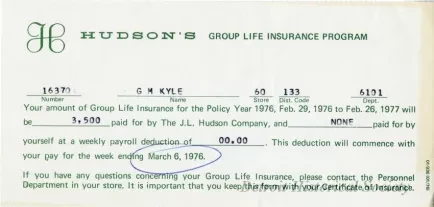 HUDSON'S GROUP LIFE INSURANCE PROGRAM
16370 G M KYLE 60 133 6101
Number Name Store Dist. Code Dept.
Your amount of Group Life Insurance for the Policy Year 1976, Feb. 29, 1976 to Feb. 26, 1977 will
be 3,500 paid for by The J.L. Hudson Company, and NONE paid for by
yourself at a weekly payroll deduction of 00.00 . This deduction will commence with
your pay for the week ending March 6, 1976.
If you have any questions concerning your Group Life Insurance, please contact the Personnel
Department in your store. It is important that you keep this form with your Certificate of Insurance.
Detroit Historical Society